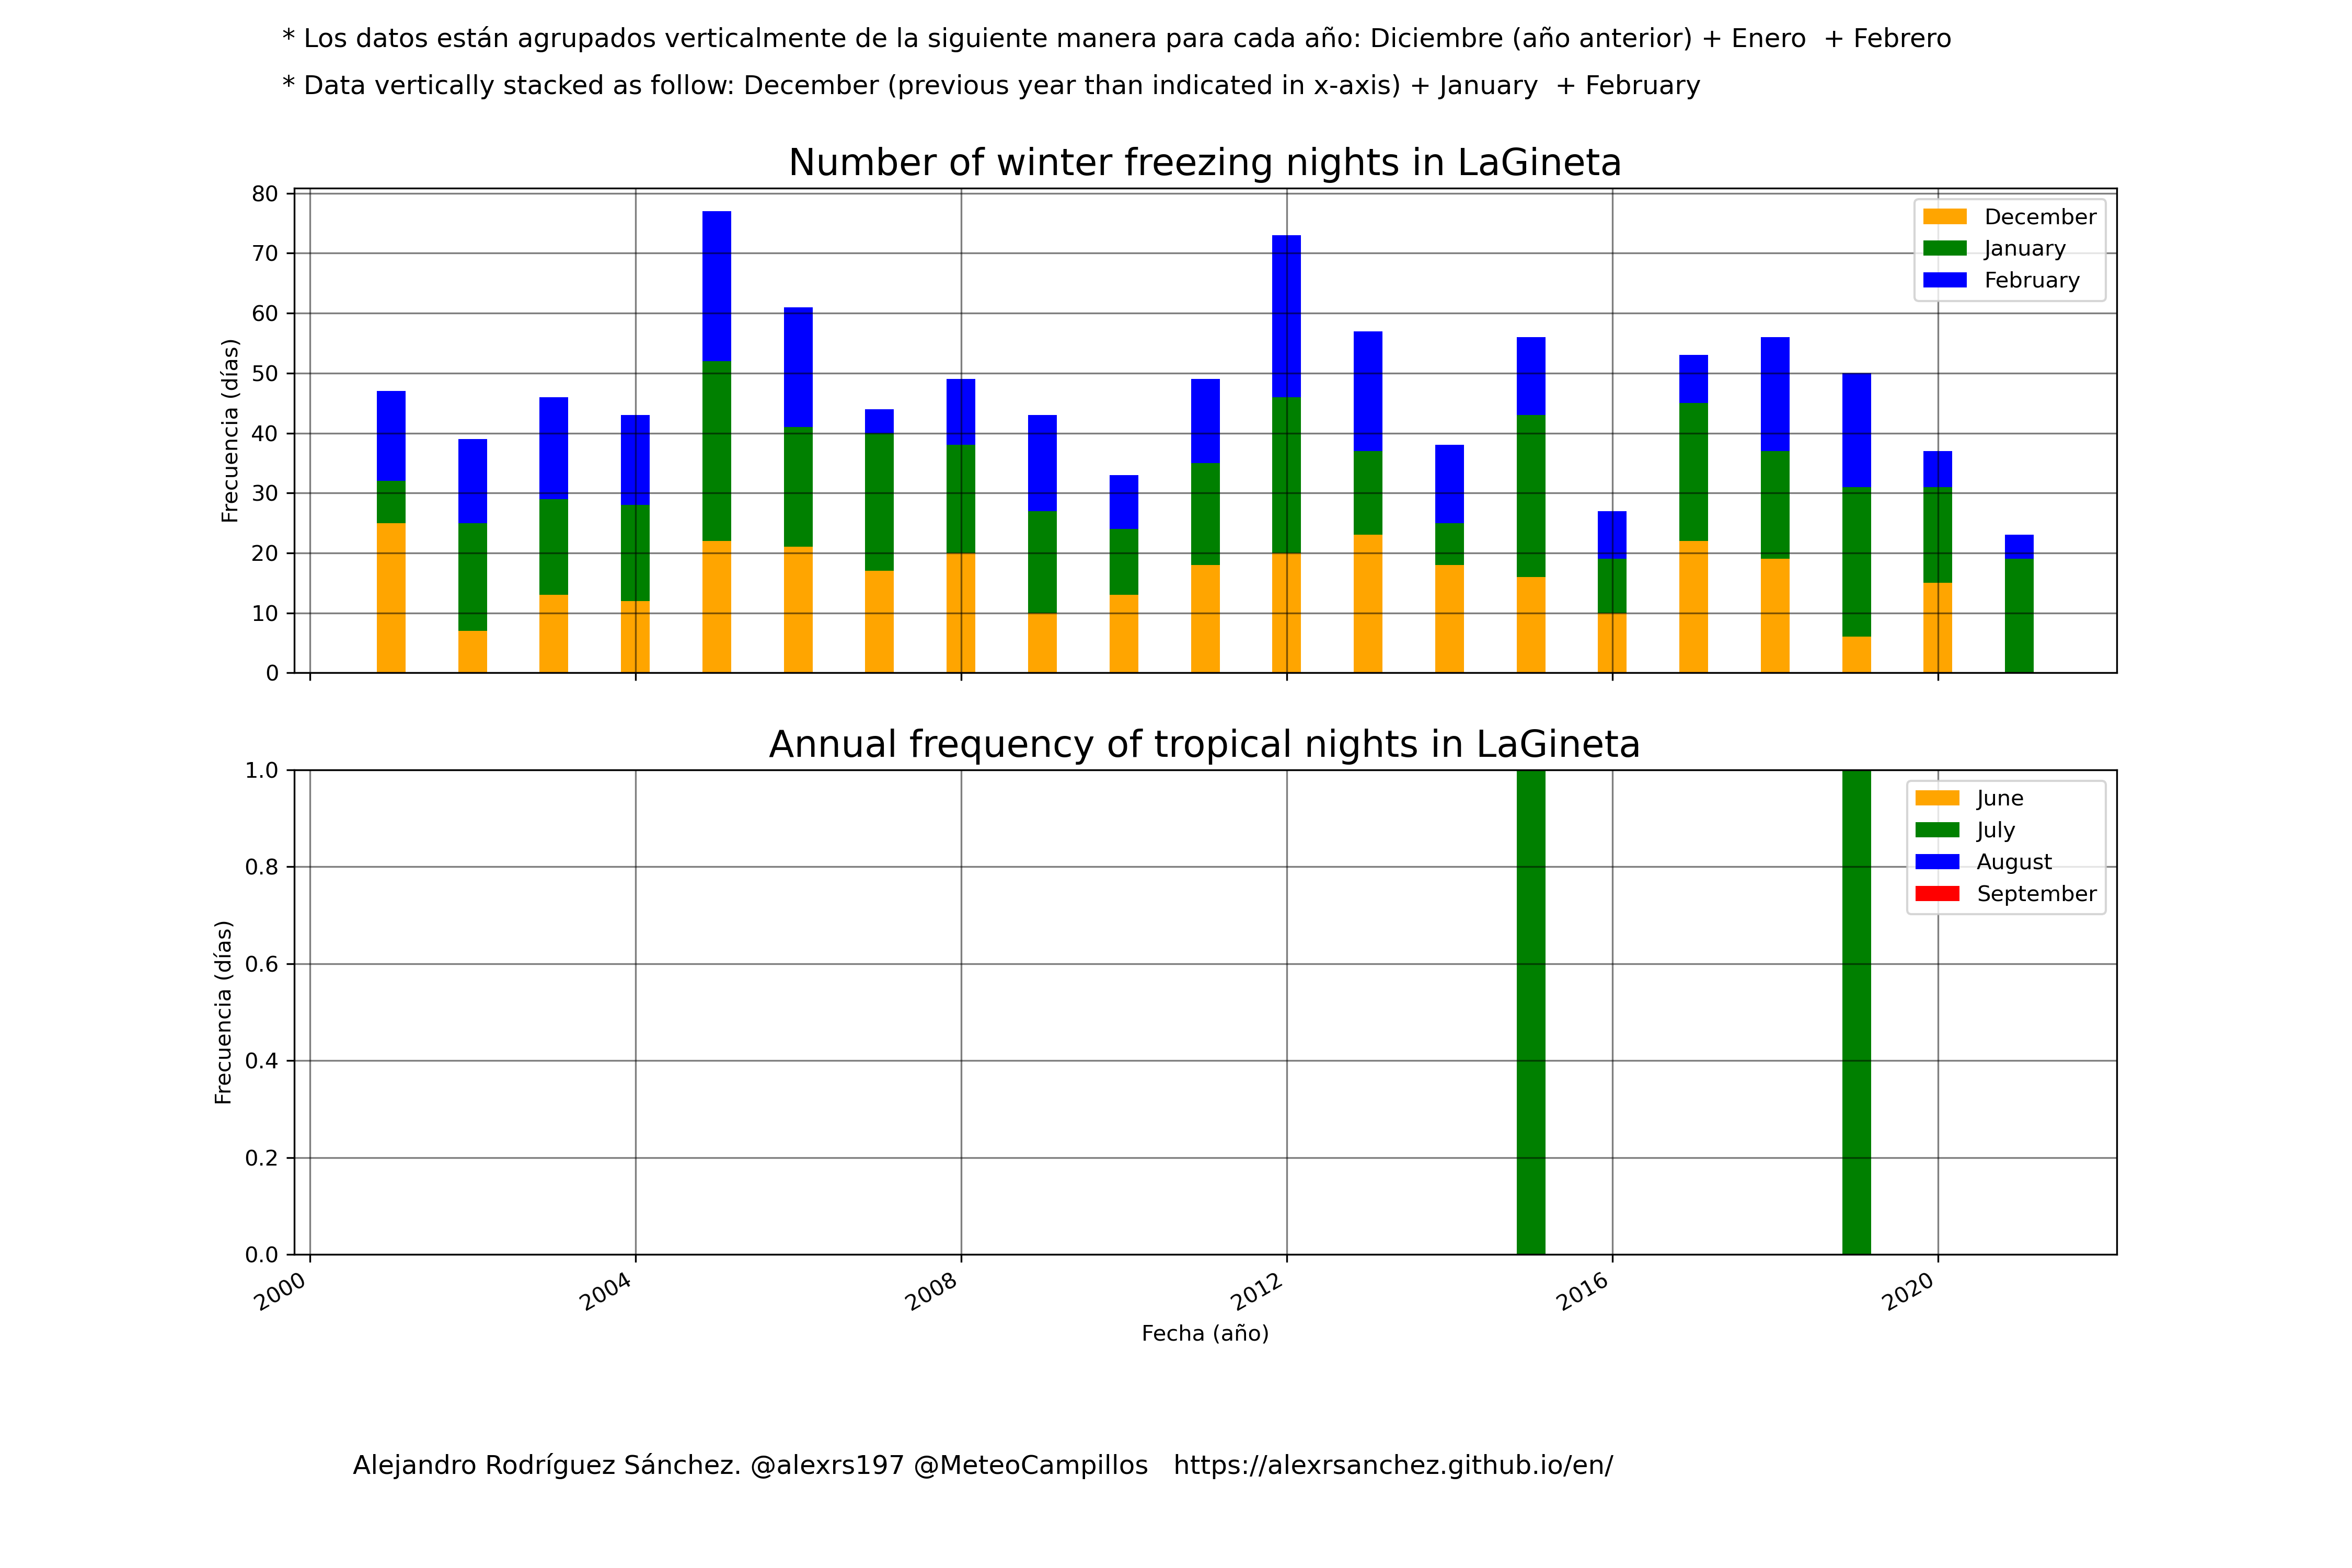 * Los datos están agrupados verticalmente de la siguiente manera para cada año: Diciembre (año anterior) + Enero  + Febrero
* Data vertically stacked as follow: December (previous year than indicated in x-axis) + January  + February
Number of winter freezing nights in LaGineta
80
70
60
50
40
30
20
10
0
Frecuencia (días)
December
January
February
Annual frequency of tropical nights in LaGineta
1.0
0.8
0.6
0.4
0.2
0.0
Frecuencia (días)
June
July
August
September
2000
2004
2008
2012
2016
2020
Fecha (año)
Alejandro Rodríguez Sánchez. @alexrs197 @MeteoCampillos   https://alexrsanchez.github.io/en/